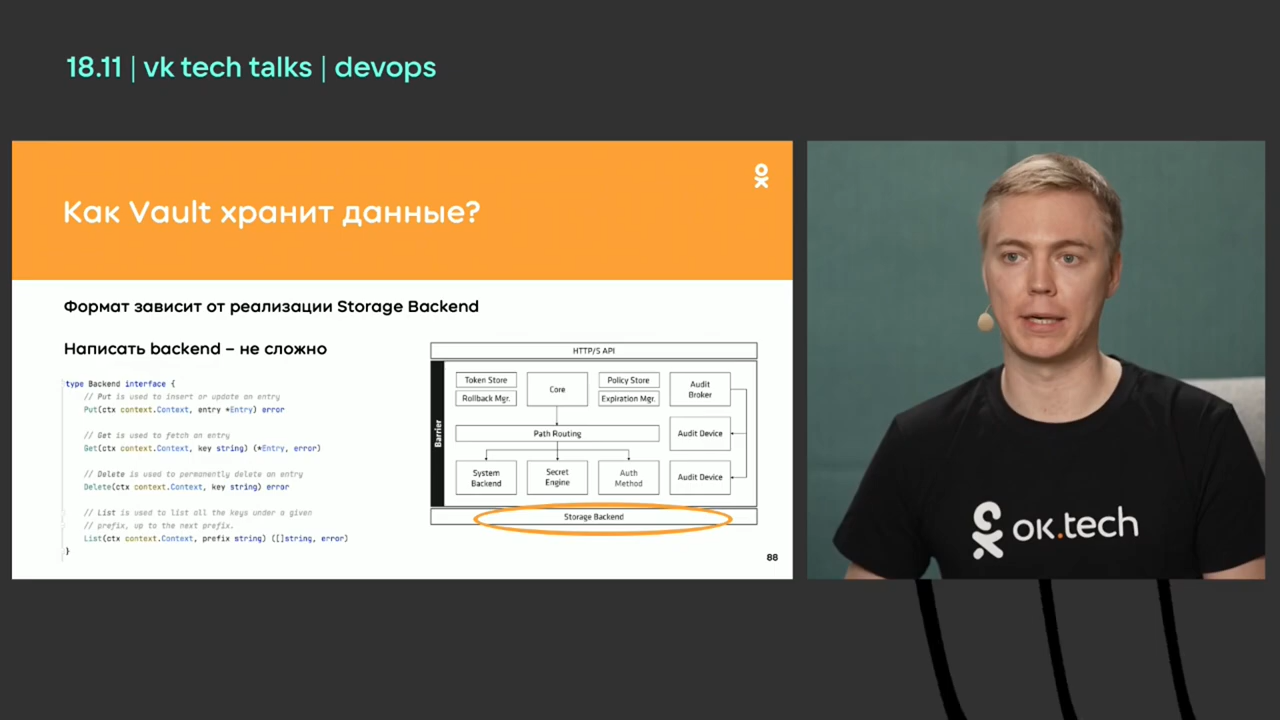 18.11 | vk tech talks | devops
Как Vault хранит данные?
Формат зависит от реализации Storage Backend
Написать backend – не сложно
type Backend interface {
// Put is used to insert or update an entry
Put(ctx context.Context, entry *Entry) error
// Get is used to fetch an entry
Get(ctx context.Context, key string) (*Entry, error)
// Delete is used to permanently delete an entry
Delete(ctx context.Context, key string) error
// List is used to list all the keys under a given
// prefix, up to the next prefix.
List(ctx context.Context, prefix string) ([]string, error)
}
HTTP/S API
Barrier
Token Store
Rollback Mgr.
Core
Policy Store
Expiration Mgr.
Audit
Broker
Path Routing
Audit Device
System
Backend
Secret
Engine
Auth
Method
Audit Device
Storage Backend
88
ok.tech